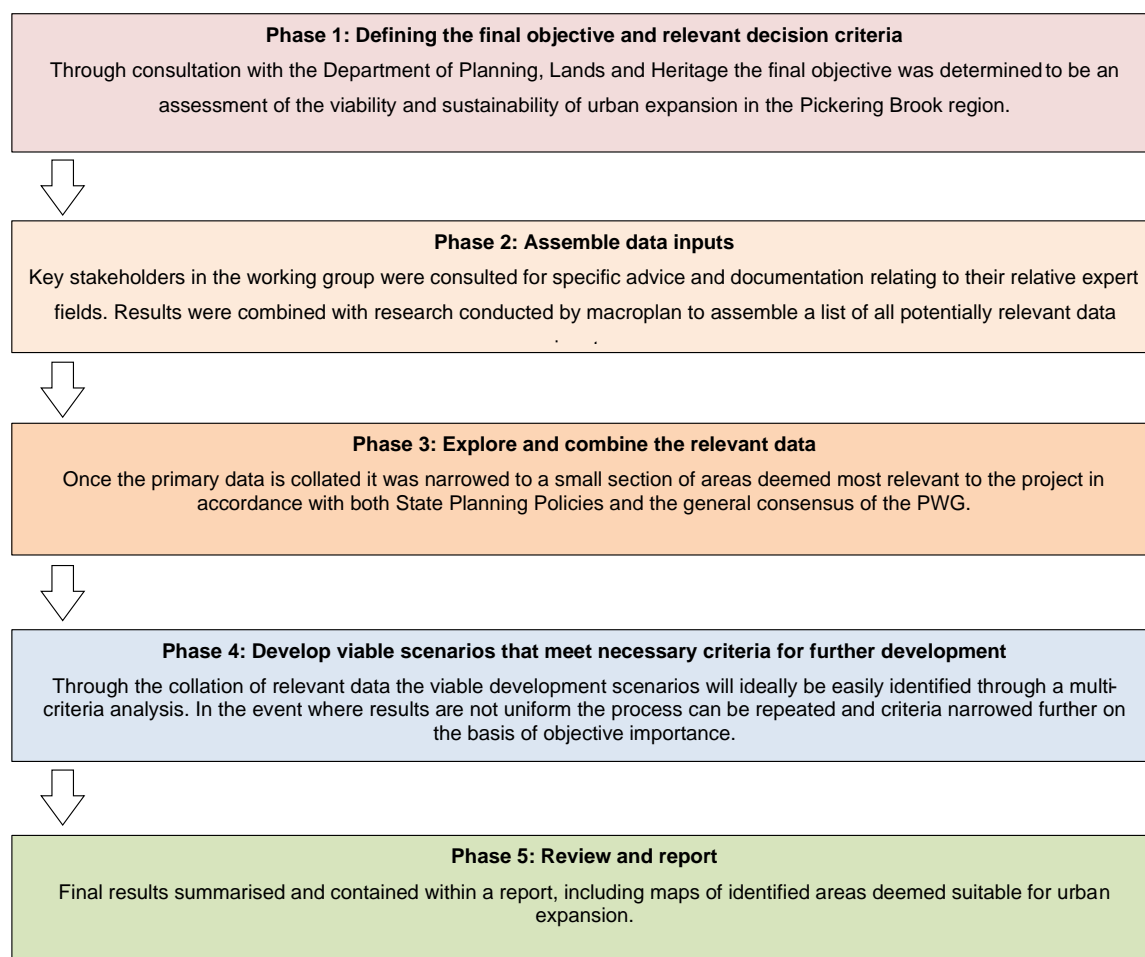 Phase 1: Defining the final objective and relevant decision criteria
Through consultation with the Department of Planning, Lands and Heritage the final objective was determined to be an
assessment of the viability and sustainability of urban expansion in the Pickering Brook region.
Phase 2: Assemble data inputs
Key stakeholders in the working group were consulted for specific advice and documentation relating to their relative expert
fields. Results were combined with research conducted by macroplan to assemble a list of all potentially relevant data
Phase 3: Explore and combine the relevant data
Once the primary data is collated it was narrowed to a small section of areas deemed most relevant to the project in
accordance with both State Planning Policies and the general consensus of the PWG.
Phase 4: Develop viable scenarios that meet necessary criteria for further development
Through the collation of relevant data the viable development scenarios will ideally be easily identified through a multi-
criteria analysis. In the event where results are not uniform the process can be repeated and criteria narrowed further on
the basis of objective importance.
Phase 5: Review and report
Final results summarised and contained within a report, including maps of identified areas deemed suitable for urban
expansion.